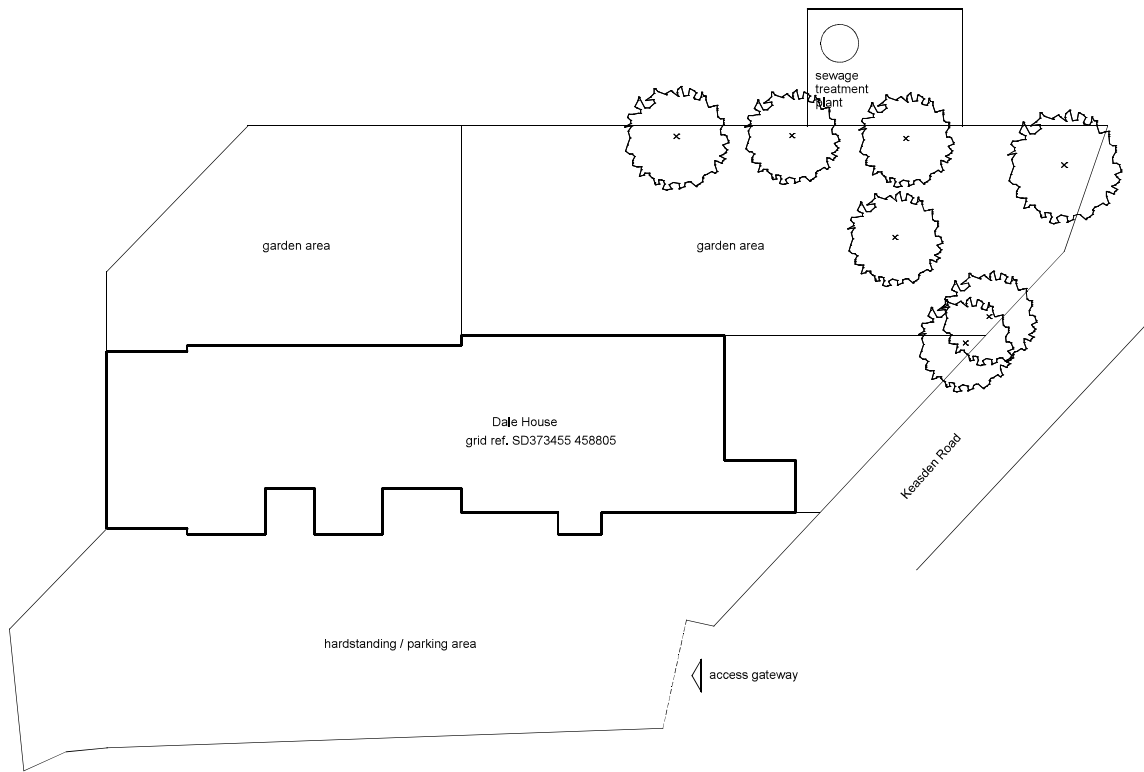 sewage
treatment
plant
garden area
garden area
Dale House
grid ref. SD373455 458805
Keasden Road
hardstanding / parking area
access gateway